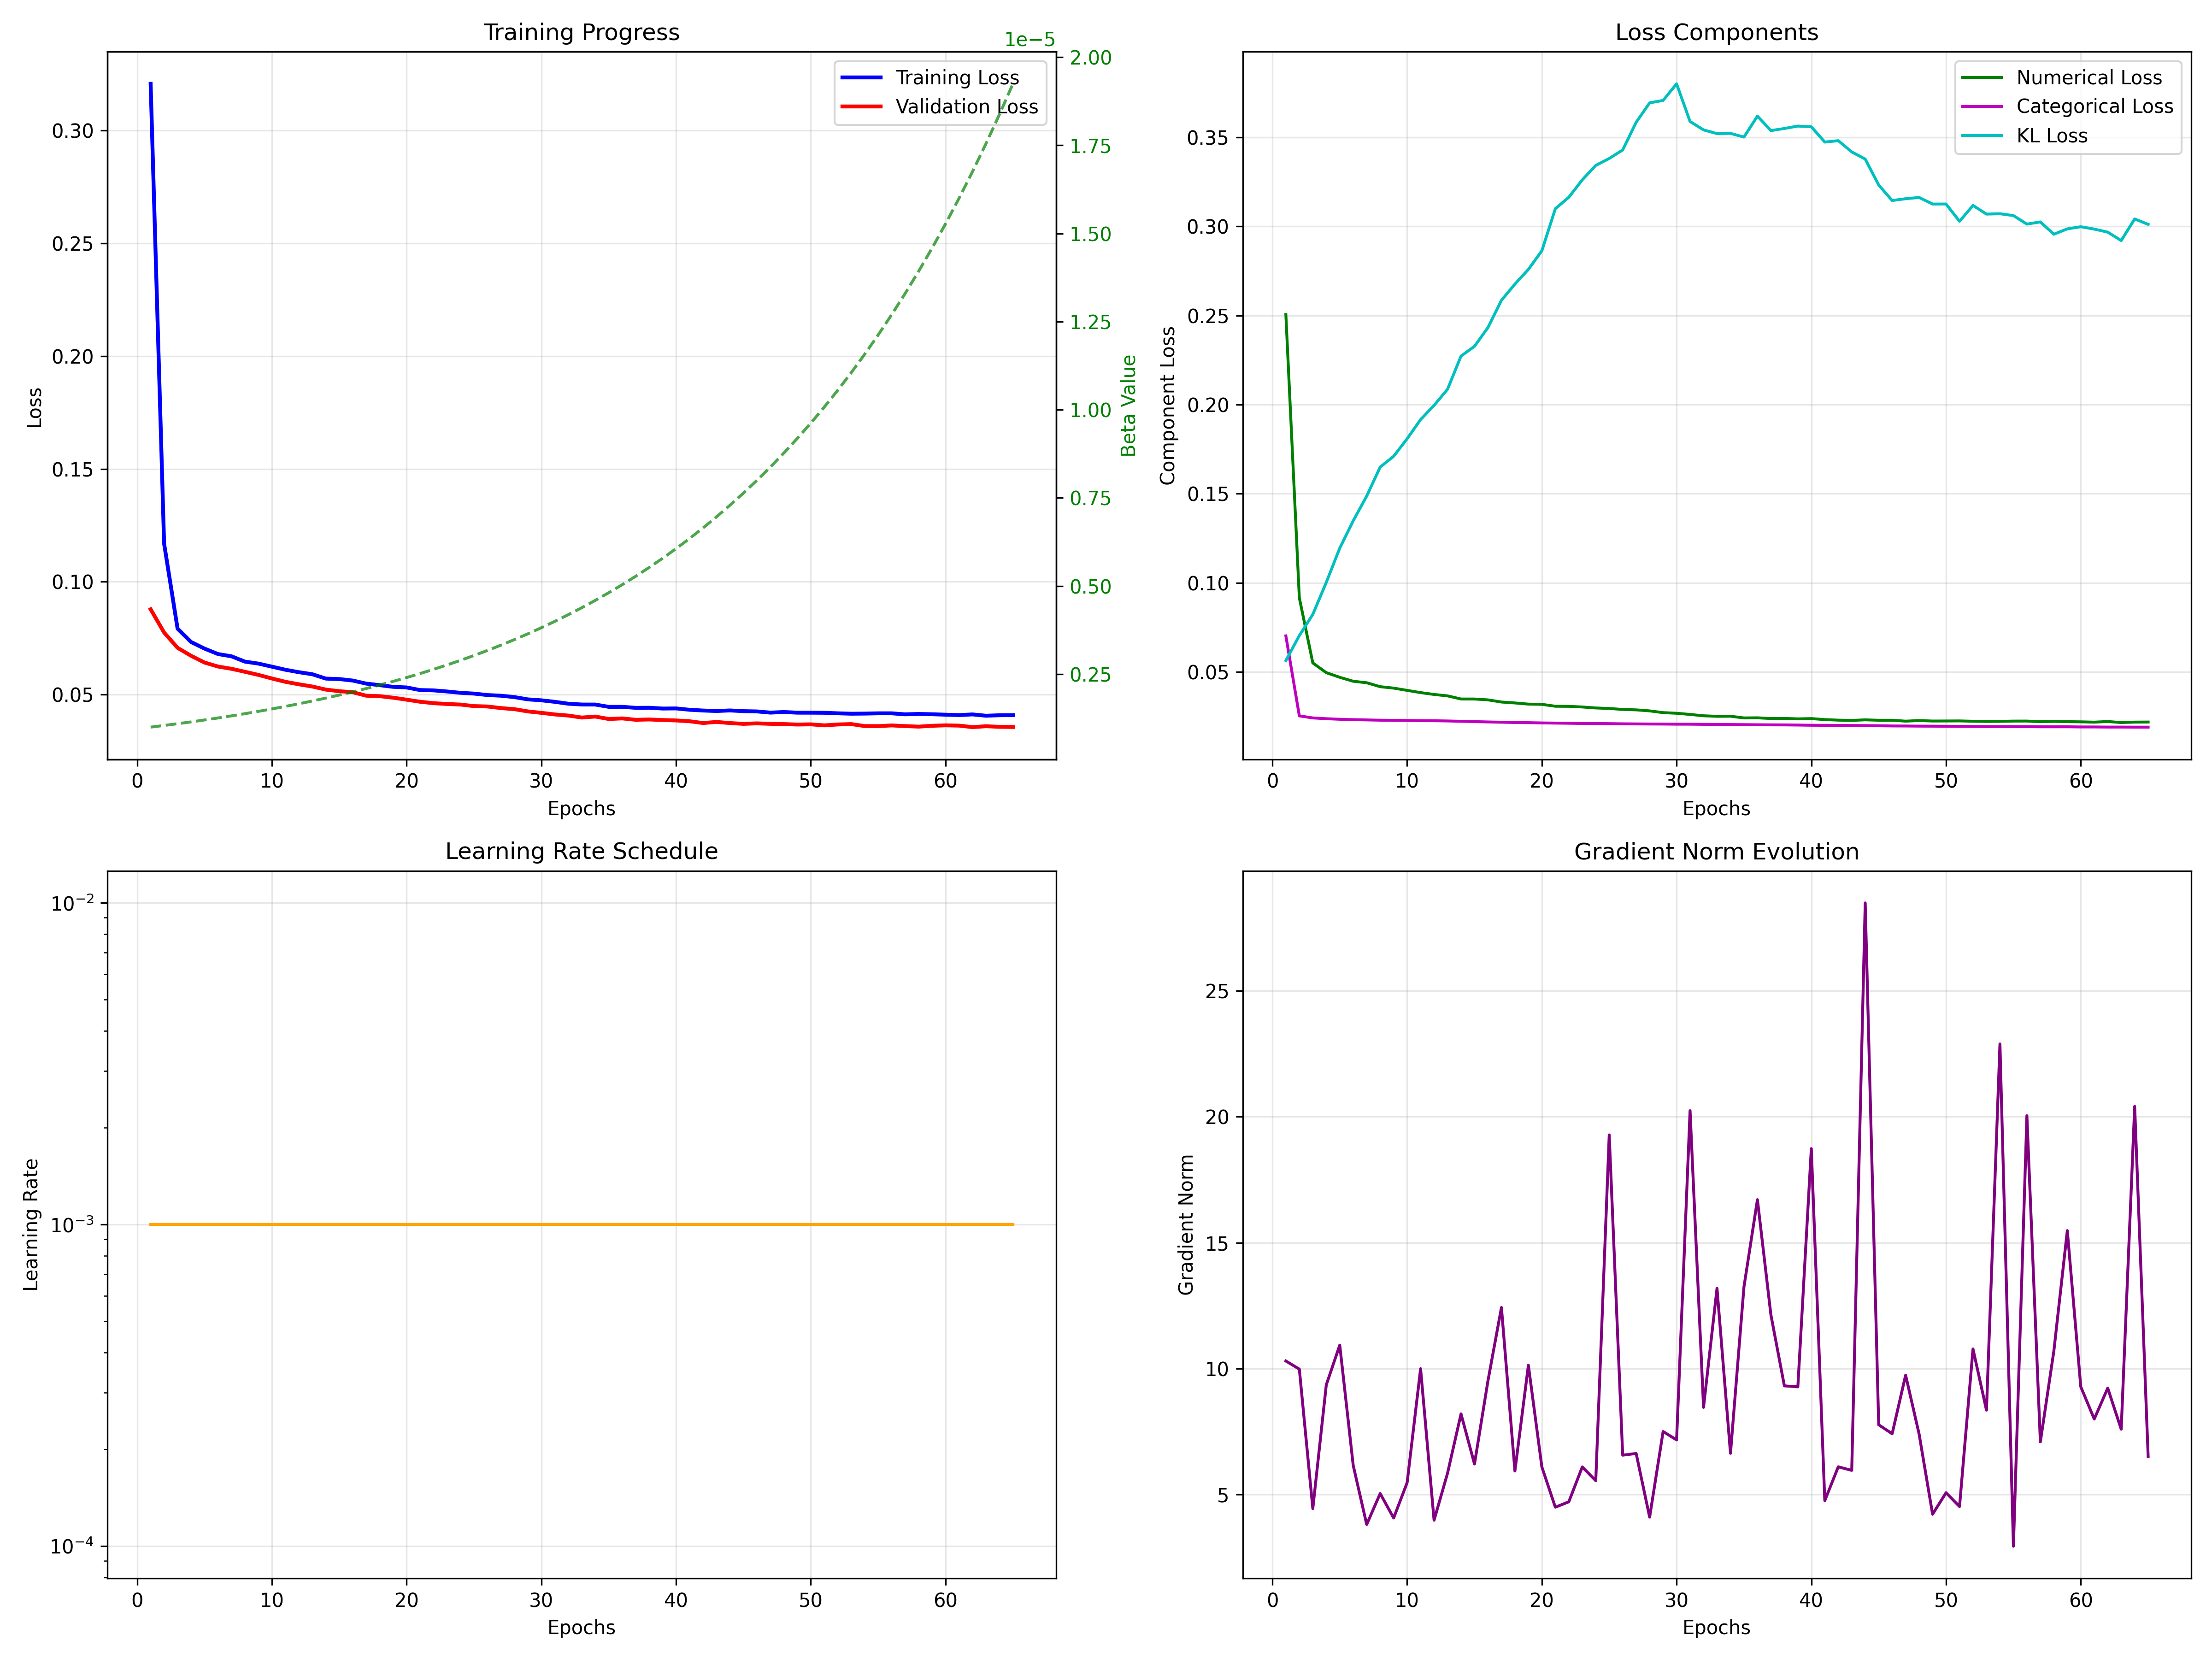 Training Progress
1e−5
Training Loss
Validation Loss
0.30
0.25
0.20
0.15
0.10
0.05
Loss
2.00
1.75
1.50
1.25
1.00
0.75
0.50
0.25
Beta Value
0 10 20 30 40 50 60
Epochs
Loss Components
Numerical Loss
Categorical Loss
KL Loss
0.35
0.30
0.25
0.20
0.15
0.10
0.05
Component Loss
0 10 20 30 40 50 60
Epochs
Learning Rate Schedule
10⁻²
10⁻³
10⁻⁴
Learning Rate
0 10 20 30 40 50 60
Epochs
Gradient Norm Evolution
25
20
15
10
5
Gradient Norm
0 10 20 30 40 50 60
Epochs